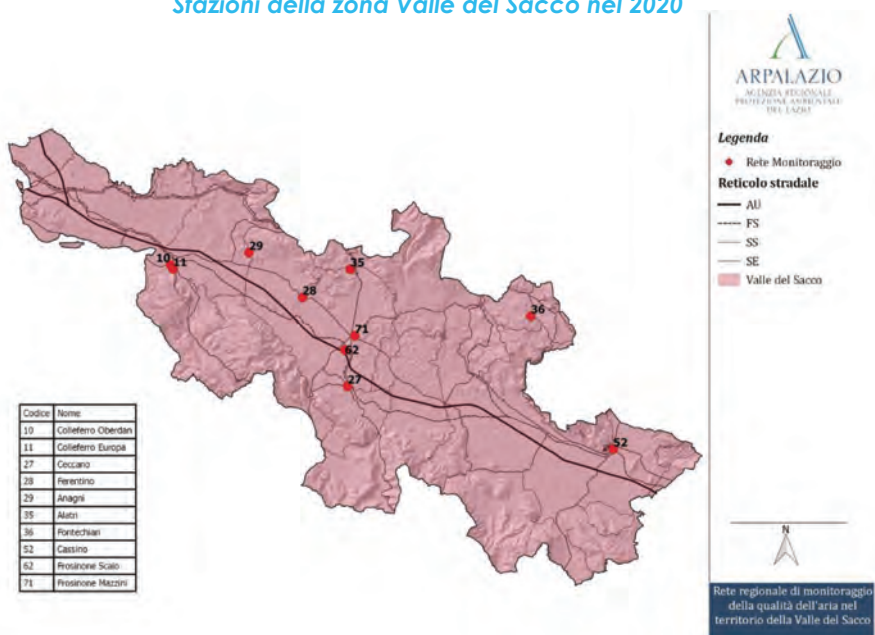 Stazioni della zona Valle del Sacco nel 2020
ARPALAZIO
AGENZIA REGIONALE
PROTEZIONE AMBIENTALE
DEL LAZIO
Legenda
Rete Monitoraggio
Reticolo stradale
AU
FS
SS
SE
Valle del Sacco
29
10
11
35
28
36
71
62
27
52
Codice Nome
10 Colleferro Oberdan
11 Colleferro Europa
27 Ceccano
28 Ferentino
29 Anagni
35 Alatri
36 Fontechiari
52 Cassino
62 Frosinone Scalo
71 Frosinone Mazzini
N
Rete regionale di monitoraggio
della qualità dell'aria nel
territorio della Valle del Sacco